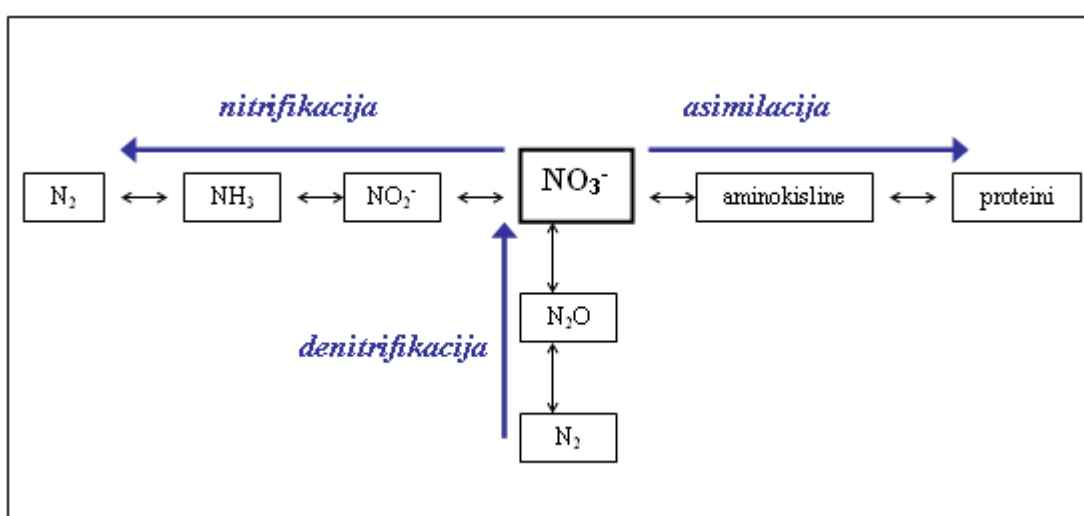 nitrifikacija
asimilacija
N₂
NH₃
NO₂⁻
NO₃⁻
aminokisline
proteini
N₂O
denitrifikacija
N₂